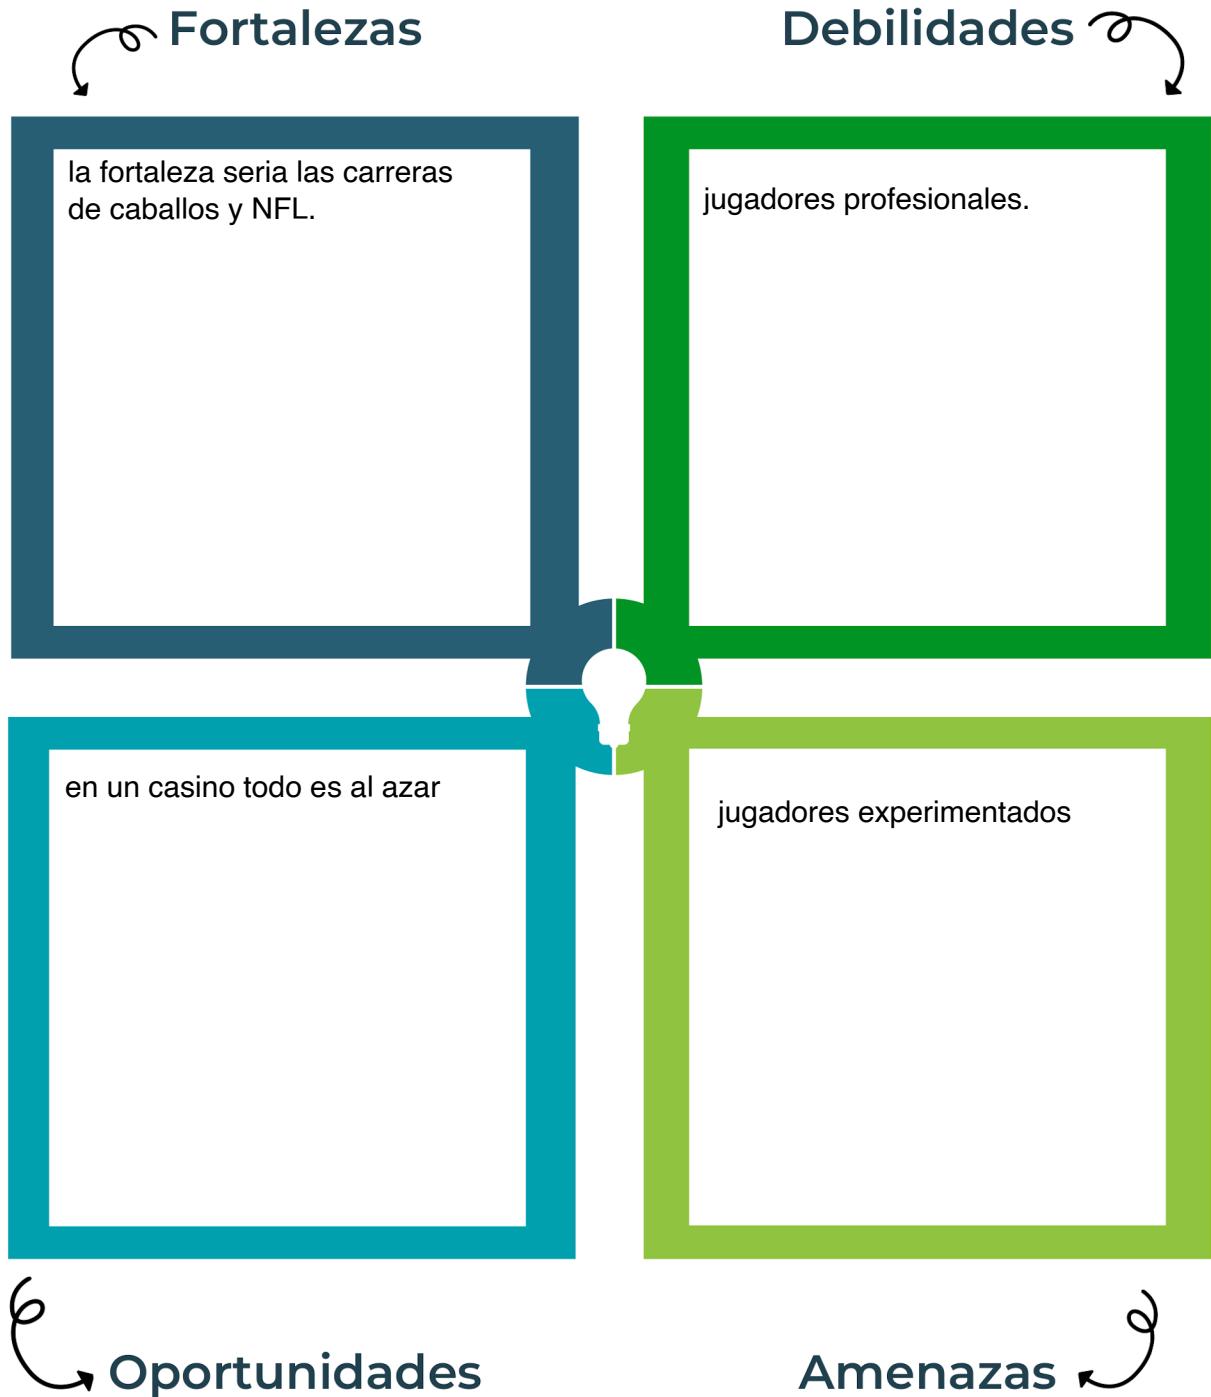 Fortalezas
la fortaleza seria las carreras
de caballos y NFL.
Debilidades
jugadores profesionales.
en un casino todo es al azar
Oportunidades
jugadores experimentados
Amenazas